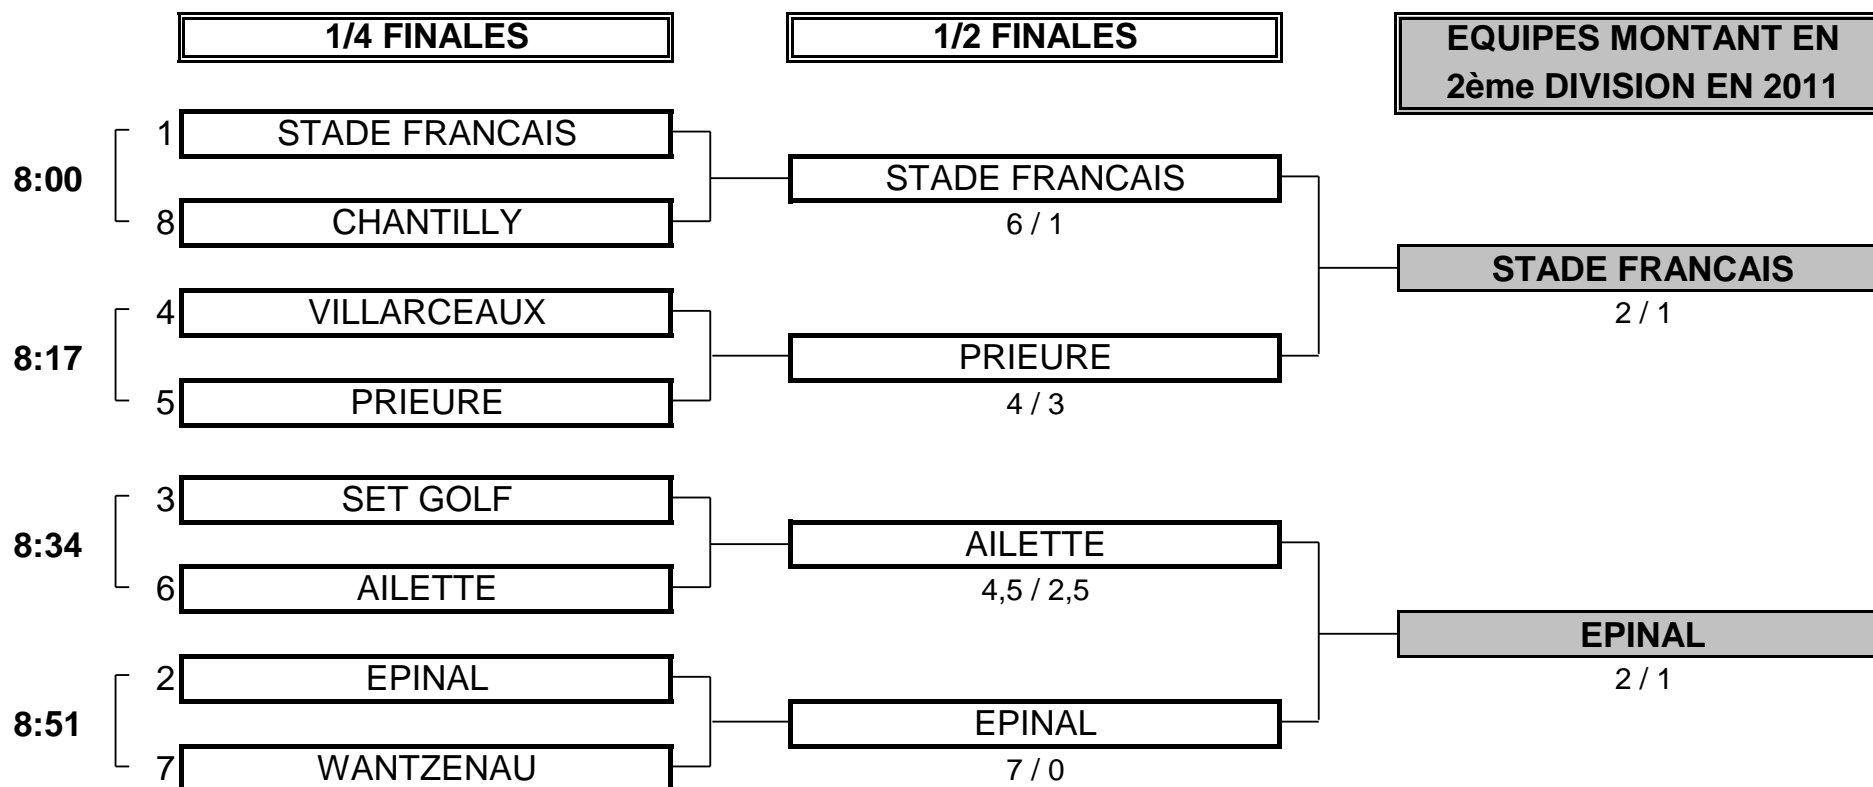 1/4 FINALES
1/2 FINALES
EQUIPES MONTANT EN
2ème DIVISION EN 2011
1 STADE FRANCAIS
8:00
STADE FRANCAIS
8 CHANTILLY
6 / 1
STADE FRANCAIS
4 VILLARCEAUX
2 / 1
8:17
PRIEURE
5 PRIEURE
4 / 3
3 SET GOLF
8:34
AILETTE
6 AILETTE
4,5 / 2,5
EPINAL
2 EPINAL
2 / 1
8:51
EPINAL
7 WANTZENAU
7 / 0